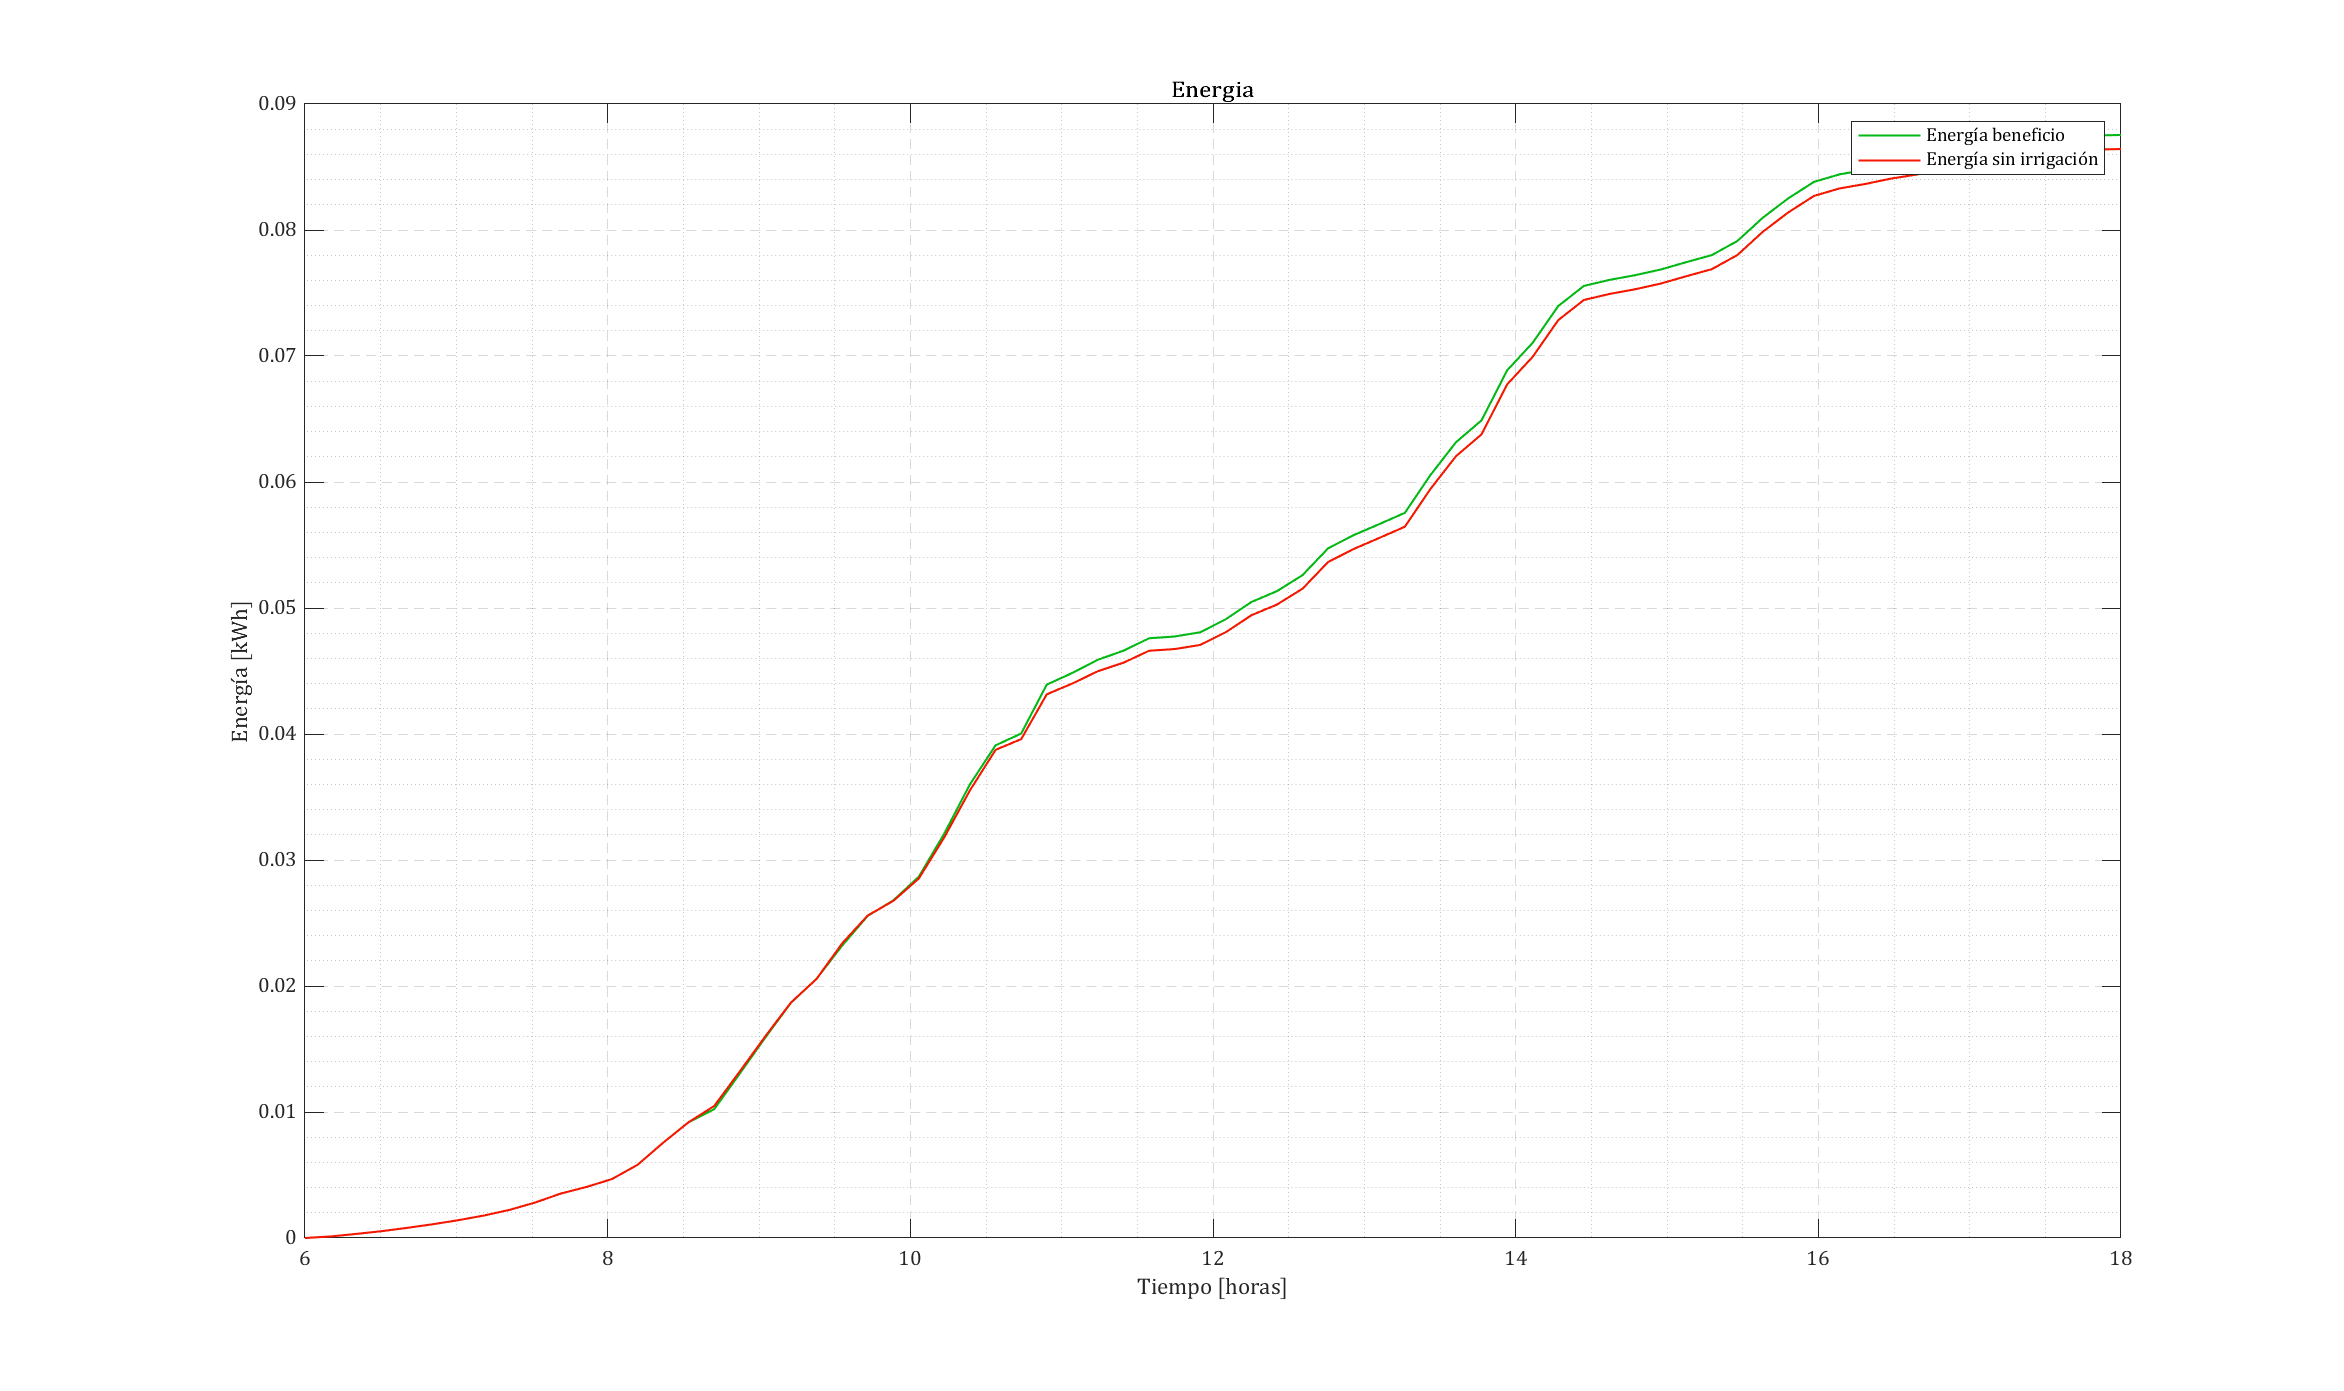 Energia
0.09
0.08
0.07
0.06
0.05
0.04
0.03
0.02
0.01
0
Energía [kWh]
Energía beneficio
Energía sin irrigación
6 8 10 12 14 16 18
Tiempo [horas]